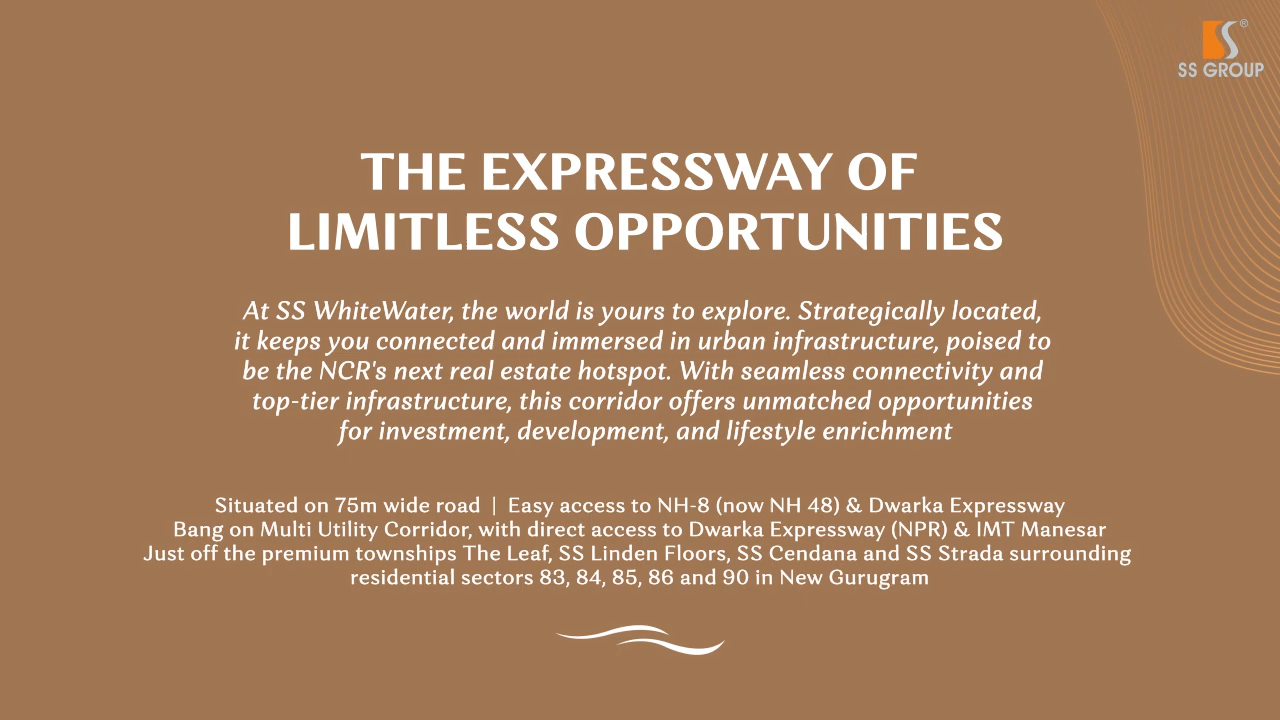 S®
SS GROUP
THE EXPRESSWAY OF
LIMITLESS OPPORTUNITIES
At SS WhiteWater, the world is yours to explore. Strategically located,
it keeps you connected and immersed in urban infrastructure, poised to
be the NCR's next real estate hotspot. With seamless connectivity and
top-tier infrastructure, this corridor offers unmatched opportunities
for investment, development, and lifestyle enrichment
Situated on 75m wide road | Easy access to NH-8 (now NH 48) & Dwarka Expressway
Bang on Multi Utility Corridor, with direct access to Dwarka Expressway (NPR) & IMT Manesar
Just off the premium townships The Leaf, SS Linden Floors, SS Cendana and SS Strada surrounding
residential sectors 83, 84, 85, 86 and 90 in New Gurugram